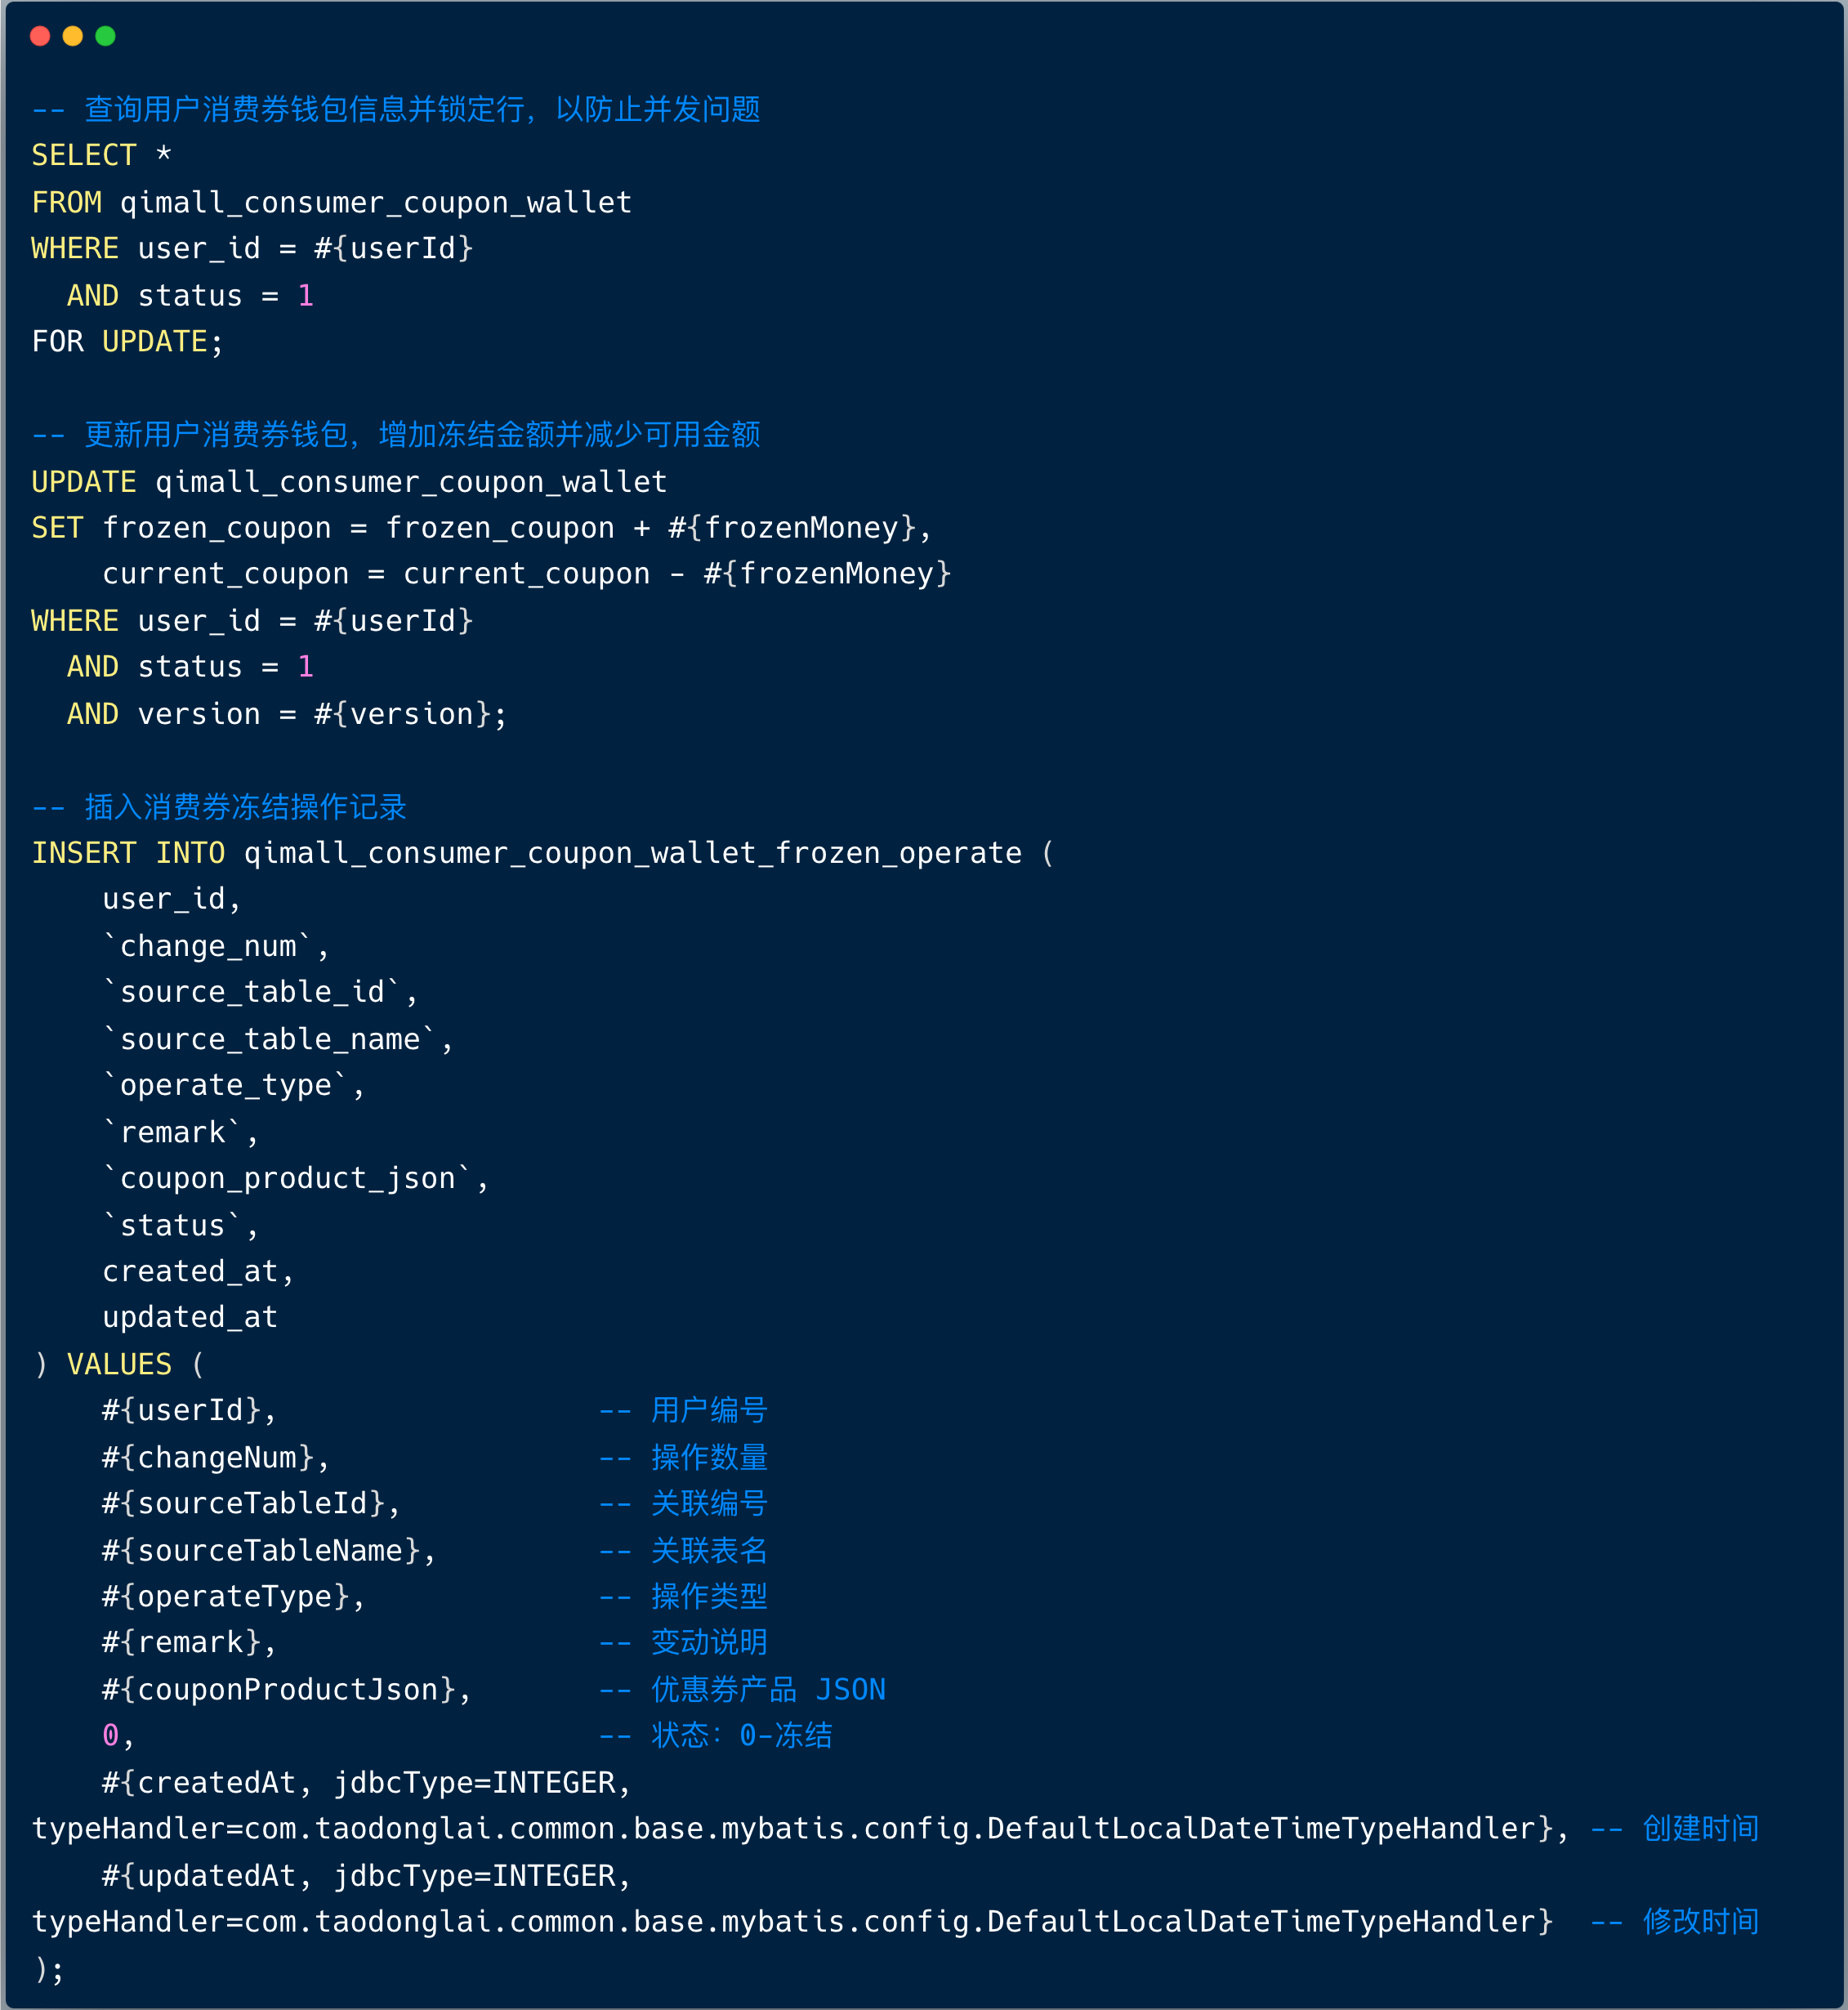 -- 查询用户消费券钱包信息并锁定行，以防止并发问题
SELECT *
FROM qimall_consumer_coupon_wallet
WHERE user_id = #{userId}
  AND status = 1
FOR UPDATE;

-- 更新用户消费券钱包，增加冻结金额并减少可用金额
UPDATE qimall_consumer_coupon_wallet
SET frozen_coupon = frozen_coupon + #{frozenMoney},
    current_coupon = current_coupon - #{frozenMoney}
WHERE user_id = #{userId}
  AND status = 1
  AND version = #{version};

-- 插入消费券冻结操作记录
INSERT INTO qimall_consumer_coupon_wallet_frozen_operate (
    user_id,
    `change_num`,
    `source_table_id`,
    `source_table_name`,
    `operate_type`,
    `remark`,
    `coupon_product_json`,
    `status`,
    created_at,
    updated_at
) VALUES (
    #{userId},                  -- 用户编号
    #{changeNum},               -- 操作数量
    #{sourceTableId},           -- 关联编号
    #{sourceTableName},         -- 关联表名
    #{operateType},             -- 操作类型
    #{remark},                  -- 变动说明
    #{couponProductJson},       -- 优惠券产品 JSON
    0,                          -- 状态：0-冻结
    #{createdAt, jdbcType=INTEGER,
typeHandler=com.taodonglai.common.base.mybatis.config.DefaultLocalDateTimeTypeHandler}, -- 创建时间
    #{updatedAt, jdbcType=INTEGER,
typeHandler=com.taodonglai.common.base.mybatis.config.DefaultLocalDateTimeTypeHandler}  -- 修改时间
);